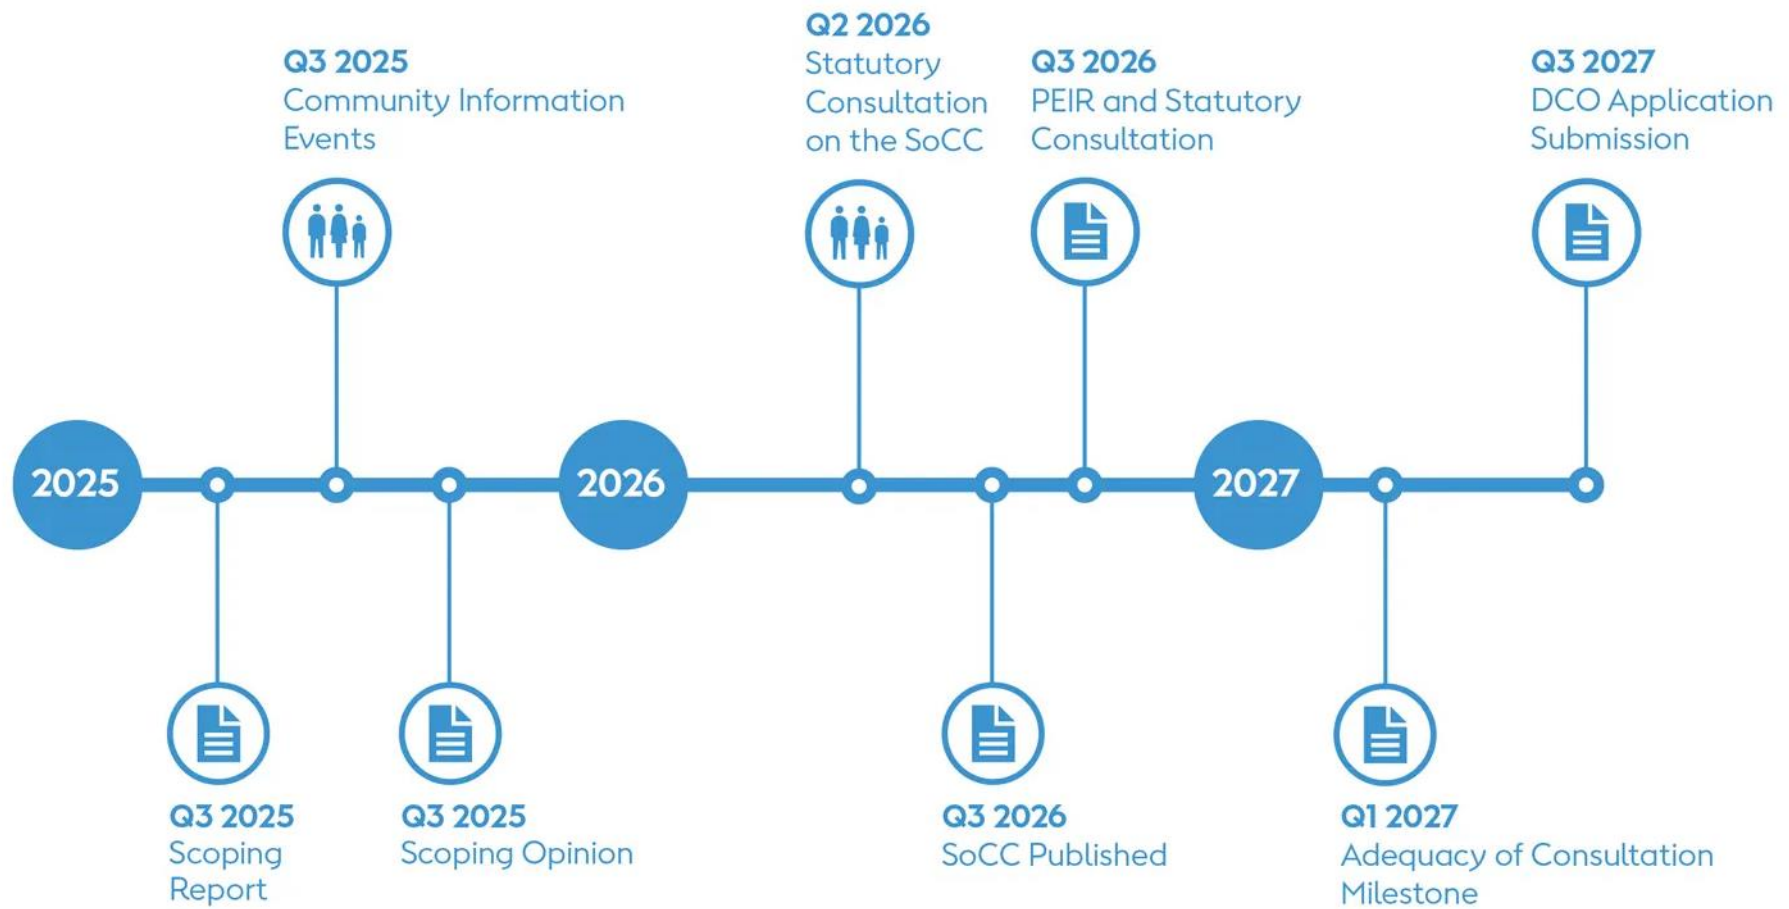 Q3 2025
Community Information
Events
Q2 2026
Statutory
Consultation
on the SoCC
Q3 2026
PEIR and Statutory
Consultation
Q3 2027
DCO Application
Submission
2025
2026
2027
Q3 2025
Scoping
Report
Q3 2025
Scoping Opinion
Q3 2026
SoCC Published
Q1 2027
Adequacy of Consultation
Milestone